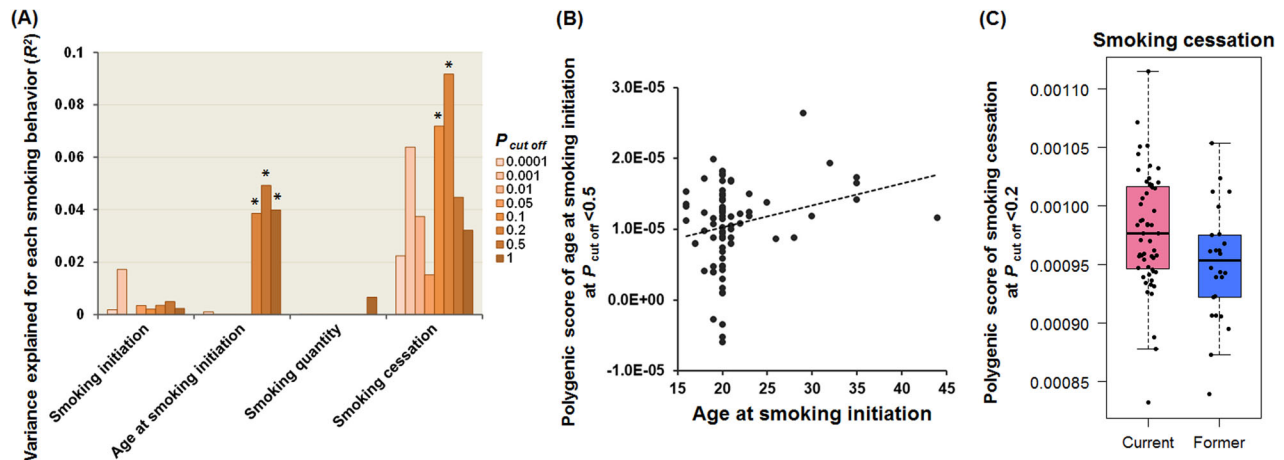 (A)
Variance explained for each smoking behavior (R²)
0.1
0.08
0.06
0.04
0.02
0
* * *
* *
Smoking initiation
Age at smoking initiation
Smoking quantity
Smoking cessation
P cut off
0.0001
0.001
0.01
0.05
0.1
0.2
0.5
1
(B)
Polygenic score of age at smoking initiation
at P cut off <0.5
3.0E-05
2.0E-05
1.0E-05
0.0E+00
-1.0E-05
15 20 25 30 35 40 45
Age at smoking initiation
(C)
Smoking cessation
Polygenic score of smoking cessation
at P cut off <0.2
0.00110
0.00105
0.00100
0.00095
0.00090
0.00085
Current Former